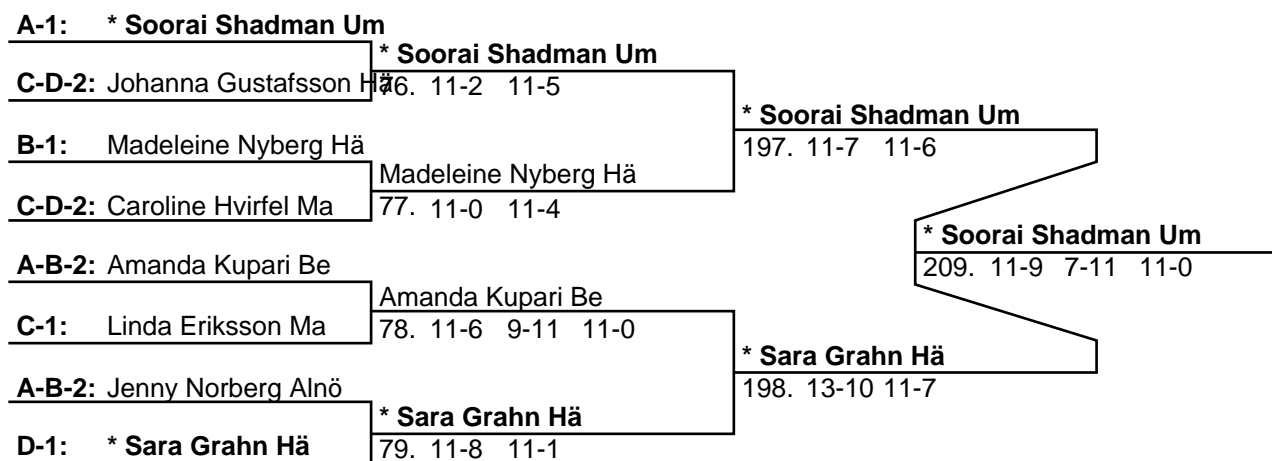 A-1: * Soorai Shadman Um
* Soorai Shadman Um
C-D-2: Johanna Gustafsson Hä
76. 11-2 11-5
* Soorai Shadman Um
B-1: Madeleine Nyberg Hä
197. 11-7 11-6
Madeleine Nyberg Hä
C-D-2: Caroline Hvirfel Ma
77. 11-0 11-4
* Soorai Shadman Um
A-B-2: Amanda Kupari Be
209. 11-9 7-11 11-0
Amanda Kupari Be
C-1: Linda Eriksson Ma
78. 11-6 9-11 11-0
* Sara Grahn Hä
A-B-2: Jenny Norberg Alnö
198. 13-10 11-7
* Sara Grahn Hä
D-1: * Sara Grahn Hä
79. 11-8 11-1